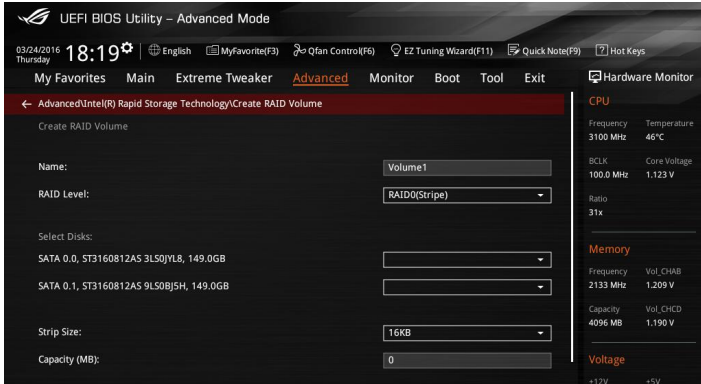 UEFI BIOS Utility – Advanced Mode
03/24/2016 Thursday 18:19 English MyFavorite(F3) Qfan Control(F6) EZ Tuning Wizard(F11) Quick Note(F9) ? Hot Keys
My Favorites Main Extreme Tweaker Advanced Monitor Boot Tool Exit
← Advanced\Intel(R) Rapid Storage Technology\Create RAID Volume
Create RAID Volume
Name: Volume1
RAID Level: RAID0(Stripe)
Select Disks:
SATA 0.0, ST3160812AS 3LS0JYL8, 149.0GB
SATA 0.1, ST3160812AS 9LS0BJ5H, 149.0GB
Strip Size: 16KB
Capacity (MB): 0
Hardware Monitor
CPU
Frequency Temperature
3100 MHz 46°C
BCLK Core Voltage
100.0 MHz 1.123 V
Ratio
31x
Memory
Frequency Vol_CHAB
2133 MHz 1.209 V
Capacity Vol_CHCD
4096 MB 1.190 V
Voltage
+12V +5V